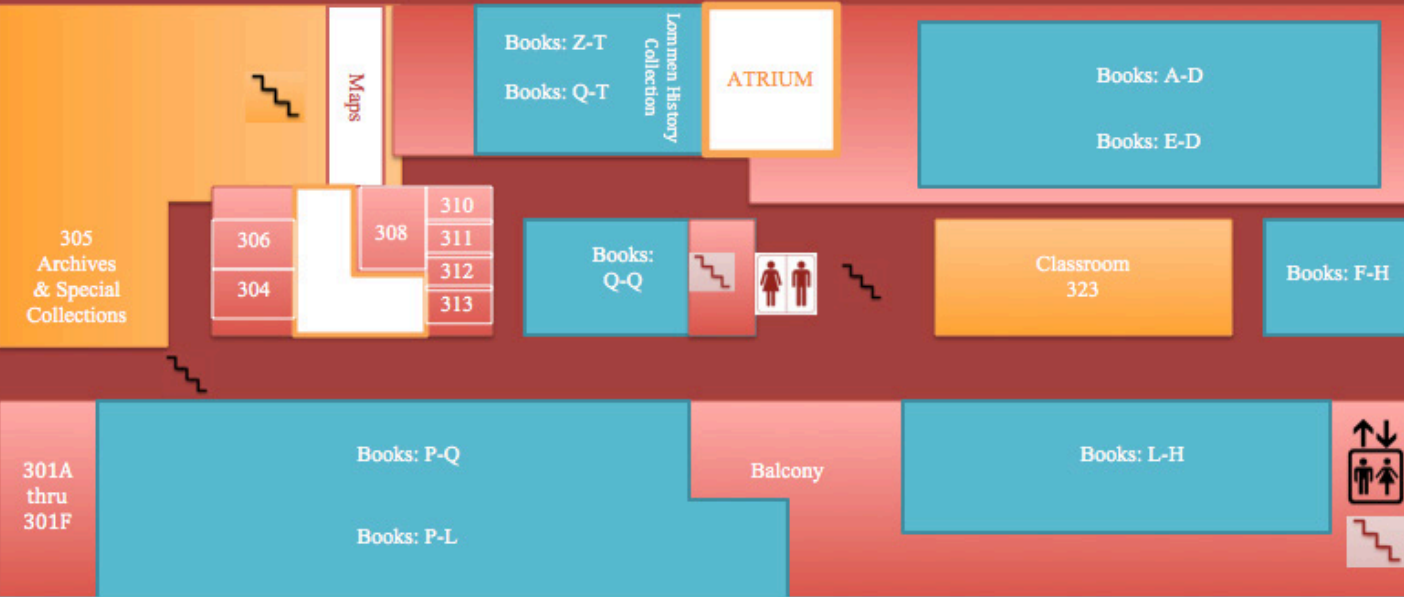 Maps
Books: Z-T
Books: Q-T
Lommen History
Collection
ATRIUM
Books: A-D
Books: E-D
305
Archives
& Special
Collections
306
304
308
310
311
312
313
Books:
Q-Q
Classroom
323
Books: F-H
301A
thru
301F
Books: P-Q
Books: P-L
Balcony
Books: L-H